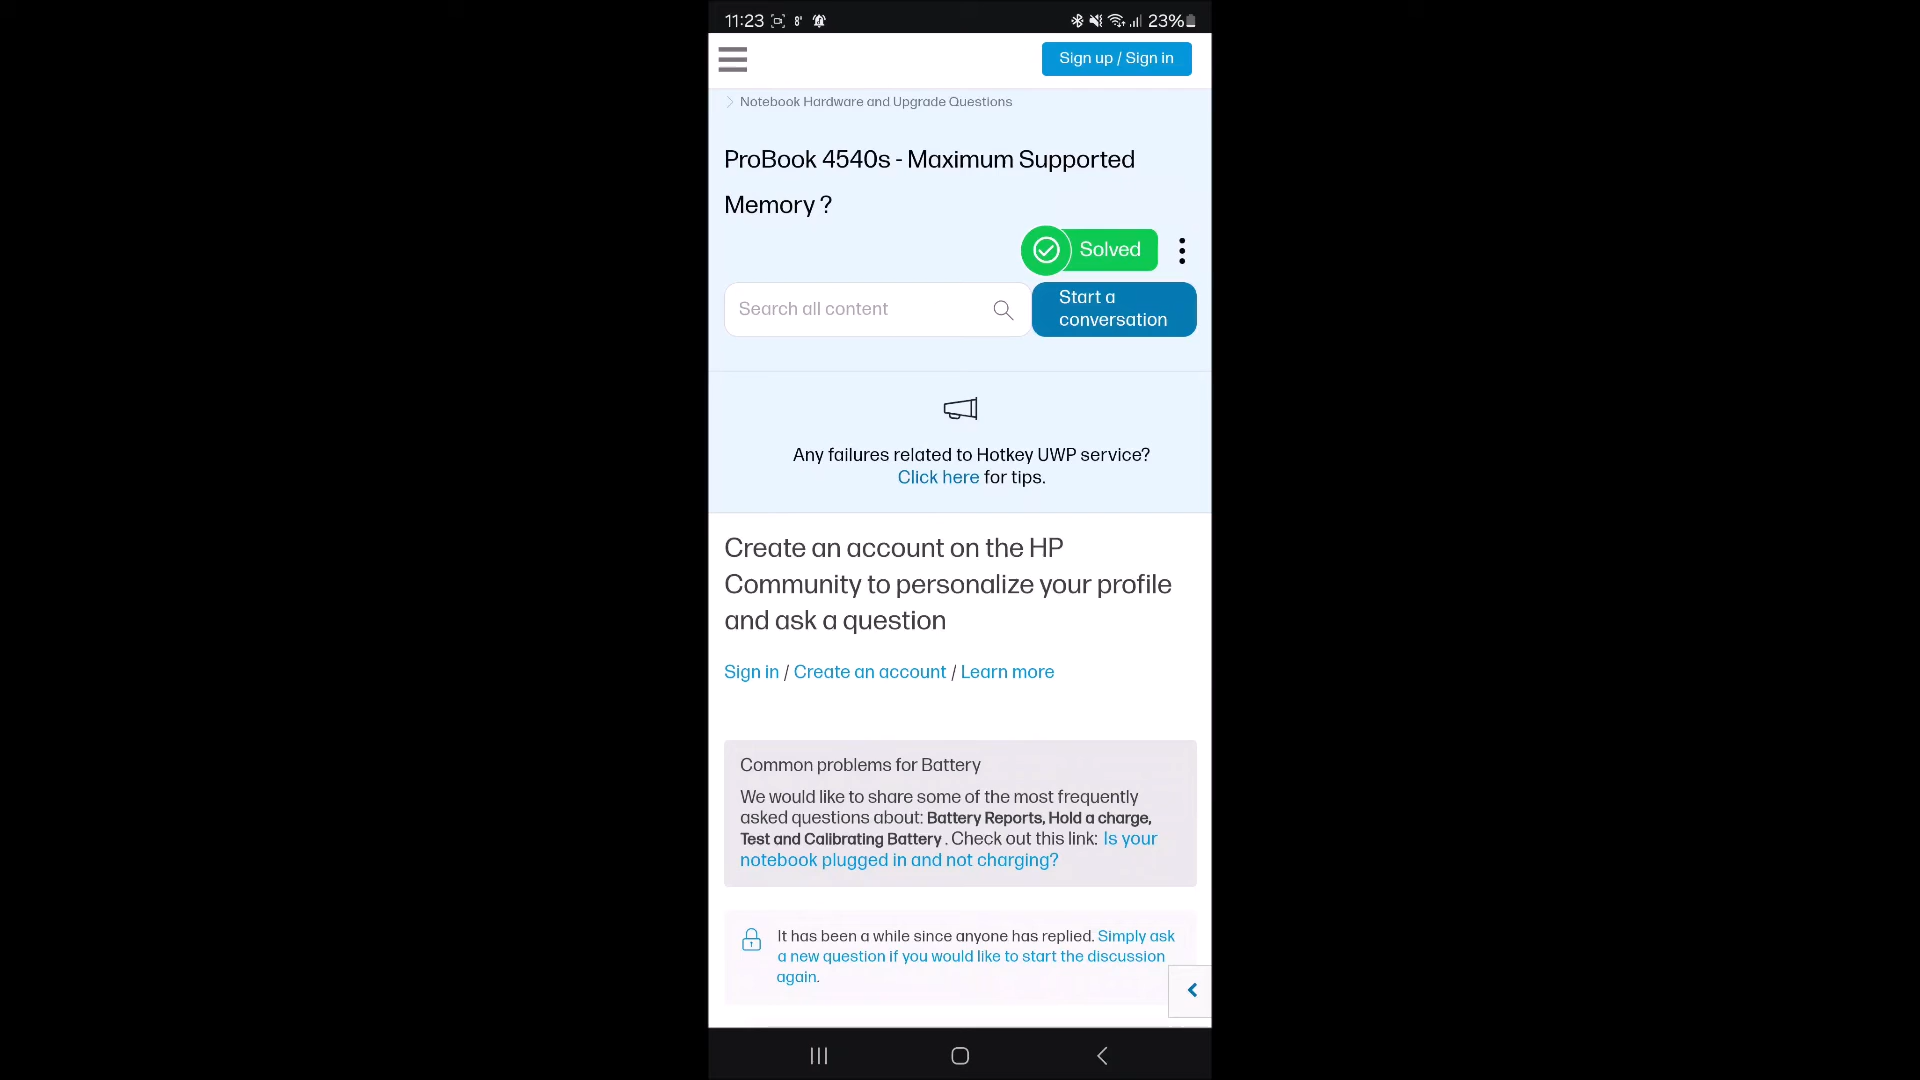 11:23
23%
Sign up / Sign in
Notebook Hardware and Upgrade Questions
ProBook 4540s - Maximum Supported
Memory ?
Solved
Search all content
Start a
conversation
Any failures related to Hotkey UWP service?
Click here for tips.
Create an account on the HP
Community to personalize your profile
and ask a question
Sign in / Create an account / Learn more
Common problems for Battery
We would like to share some of the most frequently
asked questions about: Battery Reports, Hold a charge,
Test and Calibrating Battery . Check out this link: Is your
notebook plugged in and not charging?
It has been a while since anyone has replied. Simply ask
a new question if you would like to start the discussion
again.